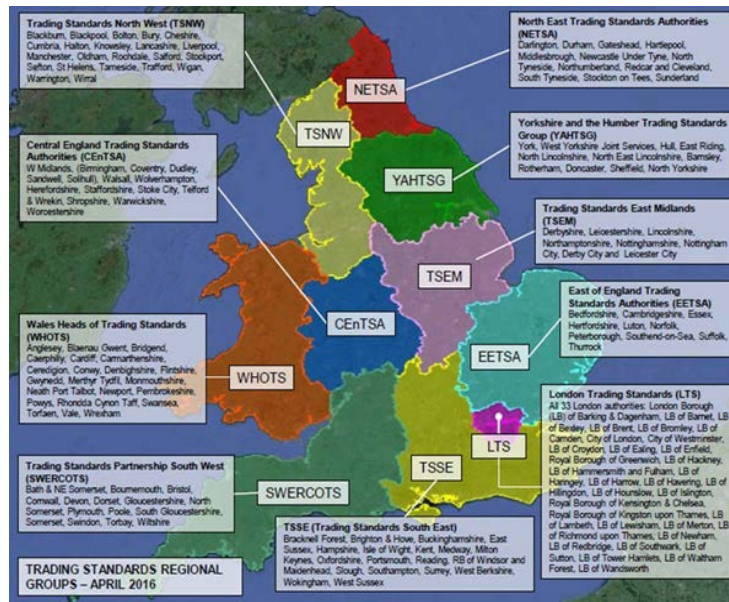 Trading Standards North West (TSNW)
Blackburn, Blackpool, Bolton, Bury, Cheshire,
Cumbria, Halton, Knowsley, Lancashire, Liverpool,
Manchester, Oldham, Rochdale, Salford, Stockport,
Sefton, St Helens, Tameside, Trafford, Wigan,
Warrington, Wirral
North East Trading Standards Authorities
(NETSA)
Darlington, Durham, Gateshead, Hartlepool,
Middlesbrough, Newcastle Under Tyne, North
Tyneside, Northumberland, Redcar and Cleveland,
South Tyneside, Stockton on Tees, Sunderland
NETSA
TSNW
Central England Trading Standards
Authorities (CEnTSA)
W Midlands, (Birmingham, Coventry, Dudley,
Sandwell, Solihull), Walsall, Wolverhampton,
Herefordshire, Staffordshire, Stoke City, Telford
& Wrekin, Shropshire, Warwickshire,
Worcestershire
Yorkshire and the Humber Trading Standards
Group (YAHTSG)
York, West Yorkshire Joint Services, Hull, East Riding,
North Lincolnshire, North East Lincolnshire, Barnsley,
Rotherham, Doncaster, Sheffield, North Yorkshire
YAHTSG
Trading Standards East Midlands
(TSEM)
Derbyshire, Leicestershire, Lincolnshire,
Northamptonshire, Nottinghamshire, Nottingham
City, Derby City and Leicester City
TSEM
CEnTSA
East of England Trading
Standards Authorities (EETSA)
Bedfordshire, Cambridgeshire, Essex,
Hertfordshire, Luton, Norfolk,
Peterborough, Southend-on-Sea, Suffolk,
Thurrock
EETSA
Wales Heads of Trading Standards
(WHOTS)
Anglesey, Blaenau Gwent, Bridgend,
Caerphilly, Cardiff, Carmarthenshire,
Ceredigion, Conwy, Denbighshire, Flintshire,
Gwynedd, Merthyr Tydfil, Monmouthshire,
Neath Port Talbot, Newport, Pembrokeshire,
Powys, Rhondda Cynon Taff, Swansea,
Torfaen, Vale, Wrexham
WHOTS
London Trading Standards (LTS)
All 33 London authorities: London Borough
(LB) of Barking & Dagenham, LB of Barnet, LB
of Bexley, LB of Brent, LB of Bromley, LB of
Camden, City of London, City of Westminster,
LB of Croydon, LB of Ealing, LB of Enfield,
Royal Borough of Greenwich, LB of Hackney,
LB of Hammersmith and Fulham, LB of
Haringey, LB of Harrow, LB of Havering, LB of
Hillingdon, LB of Hounslow, LB of Islington,
Royal Borough of Kensington & Chelsea,
Royal Borough of Kingston upon Thames, LB
of Lambeth, LB of Lewisham, LB of Merton, LB
of Richmond upon Thames, LB of Newham,
LB of Redbridge, LB of Southwark, LB of
Sutton, LB of Tower Hamlets, LB of Waltham
Forest, LB of Wandsworth
LTS
Trading Standards Partnership South West
(SWERCOTS)
Bath & NE Somerset, Bournemouth, Bristol,
Cornwall, Devon, Dorset, Gloucestershire, North
Somerset, Plymouth, Poole, South Gloucestershire,
Somerset, Swindon, Torbay, Wiltshire
SWERCOTS
TSSE
TSSE (Trading Standards South East)
Bracknell Forest, Brighton & Hove, Buckinghamshire, East
Sussex, Hampshire, Isle of Wight, Kent, Medway, Milton
Keynes, Oxfordshire, Portsmouth, Reading, RB of Windsor and
Maidenhead, Slough, Southampton, Surrey, West Berkshire,
Wokingham, West Sussex
TRADING STANDARDS REGIONAL
GROUPS – APRIL 2016